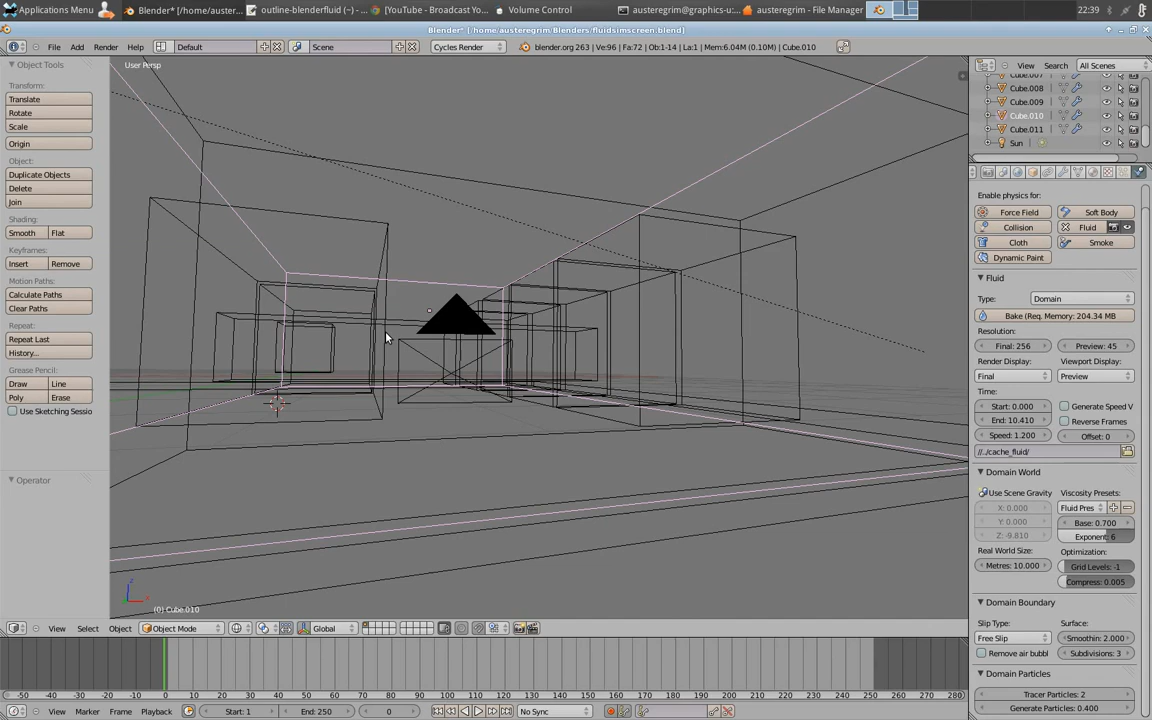 Applications Menu
Blender* [/home/auster...
outline-blenderfluid (~) - ...
[YouTube - Broadcast Yo...
Volume Control
austeregrim@graphics-u:...
austeregrim - File Manager
22:39
Blender* [/home/austeregrim/Blenders/fluidsimscreen.blend]
File Add Render Help
Default
Scene
Cycles Render
blender.org 263 | Ve:96 | Fa:72 | Ob:1-14 | La:1 | Mem:6.04M (0.10M) | Cube.010
View Search All Scenes
Object Tools
Transform:
Translate
Rotate
Scale
Origin
Object:
Duplicate Objects
Delete
Join
Shading:
Smooth Flat
Keyframes:
Insert Remove
Motion Paths:
Calculate Paths
Clear Paths
Repeat:
Repeat Last
History...
Grease Pencil:
Draw Line
Poly Erase
Use Sketching Sessio
Operator
User Persp
(0) Cube.010
Cube.007
Cube.008
Cube.009
Cube.010
Cube.011
Sun
Enable physics for:
Force Field Soft Body
Collision Fluid
Cloth Smoke
Dynamic Paint
Fluid
Type: Domain
Bake (Req. Memory: 204.34 MB
Resolution:
Final: 256 Preview: 45
Render Display: Viewport Display:
Final Preview
Time:
Start: 0.000 Generate Speed V
End: 10.410 Reverse Frames
Speed: 1.200 Offset: 0
//../cache_fluid/
Domain World
Use Scene Gravity Viscosity Presets:
X: 0.000 Fluid Pres
Y: 0.000 Base: 0.700
Z: -9.810 Exponent: 6
Real World Size: Optimization:
Metres: 10.000 Grid Levels: -1
Compress: 0.005
Domain Boundary
Slip Type: Surface:
Free Slip Smoothin: 2.000
Remove air bubbl Subdivisions: 3
Domain Particles
Tracer Particles: 2
Generate Particles: 0.400
View Select Object Object Mode Global
-50 -40 -30 -20 -10 0 10 20 30 40 50 60 70 80 90 100 110 120 130 140 150 160 170 180 190 200 210 220 230 240 250 260 270 280
View Marker Frame Playback Start: 1 End: 250 0 No Sync